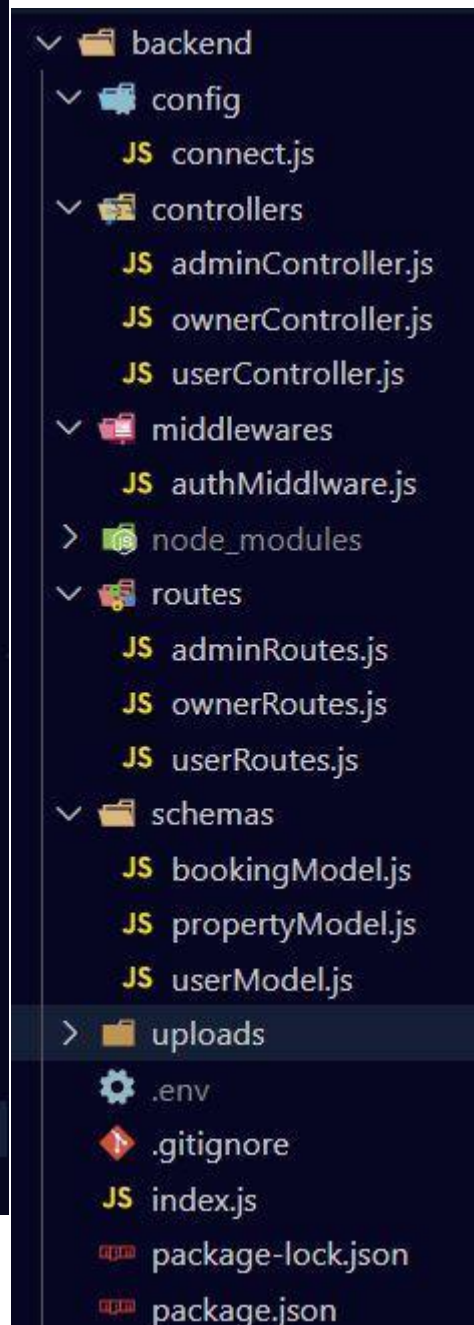 backend
config
JS connect.js
controllers
JS adminController.js
JS ownerController.js
JS userController.js
middlewares
JS authMiddlware.js
node_modules
routes
JS adminRoutes.js
JS ownerRoutes.js
JS userRoutes.js
schemas
JS bookingModel.js
JS propertyModel.js
JS userModel.js
uploads
.env
.gitignore
JS index.js
package-lock.json
package.json